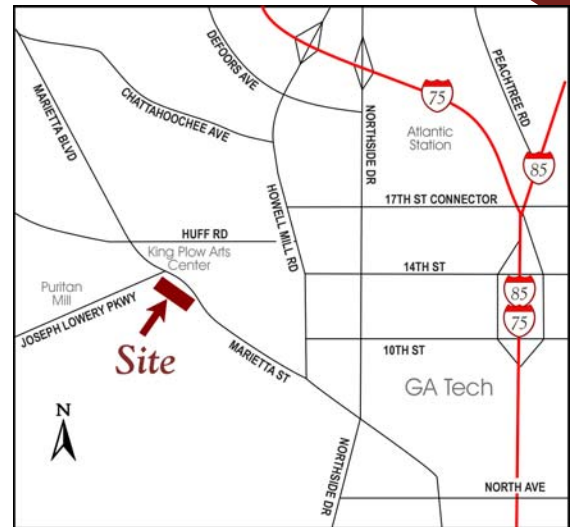 DEFOORS AVE
PEACHTREE RD
MARIETTA BLVD
CHATTAHOOCHEE AVE
75
NORTHSIDE DR
Atlantic
Station
85
HOWELL MILL RD
17TH ST CONNECTOR
HUFF RD
King Plow Arts
Center
14TH ST
Puritan
Mill
85
JOSEPH LOWERY PKWY
75
Site
MARIETTA ST
10TH ST
GA Tech
N
NORTHSIDE DR
NORTH AVE